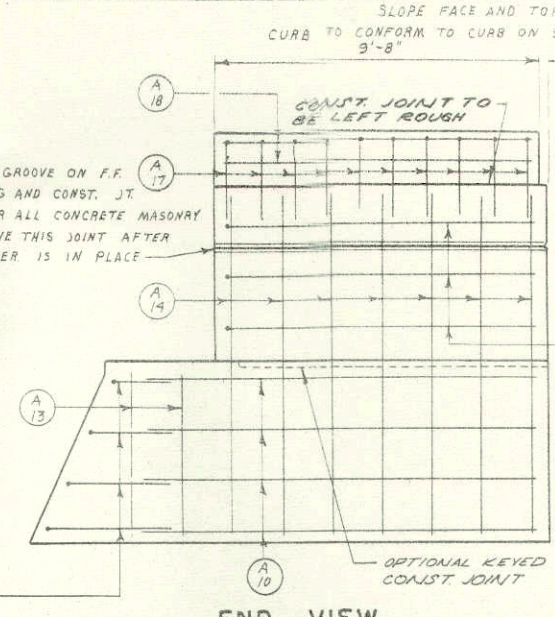 SLOPE FACE AND TOP
CURB TO CONFORM TO CURB ON
9'-8"
A
18
CONST. JOINT TO
BE LEFT ROUGH
GROOVE ON F.F.
A
17
AND CONST. JT.
ALL CONCRETE MASONRY
THIS JOINT AFTER
IS IN PLACE
A
14
A
13
A
10
OPTIONAL KEYED
CONST. JOINT
END VIEW